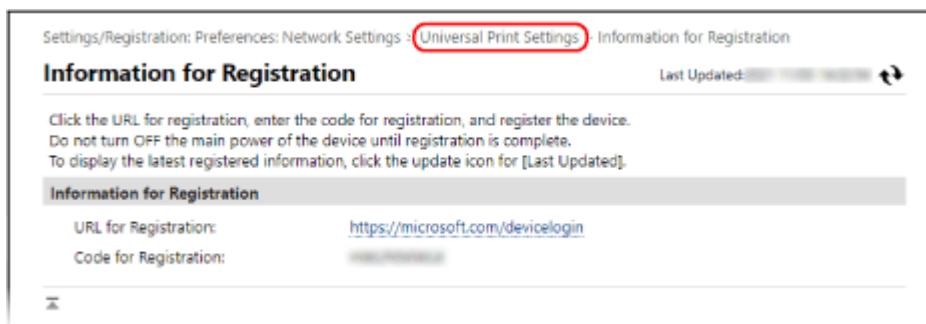 Settings/Registration: Preferences: Network Settings > Universal Print Settings > Information for Registration
Information for Registration
Last Updated:
Click the URL for registration, enter the code for registration, and register the device.
Do not turn OFF the main power of the device until registration is complete.
To display the latest registered information, click the update icon for [Last Updated].
Information for Registration
URL for Registration: https://microsoft.com/devicelogin
Code for Registration: